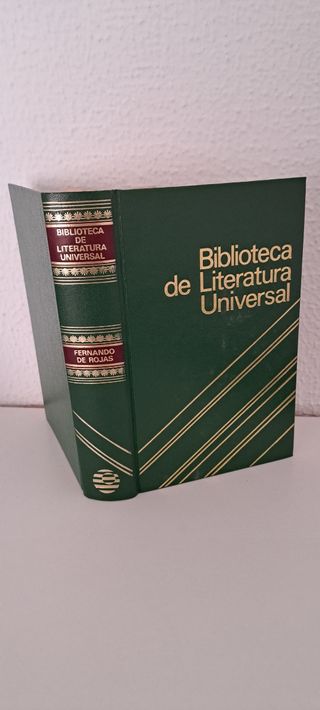 BIBLIOTECA
DE
LITERATURA
UNIVERSAL
FERNANDO
DE ROJAS
Biblioteca
de Literatura
Universal